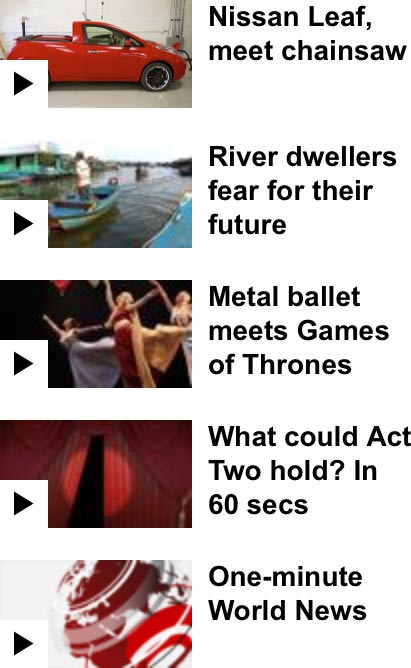 Nissan Leaf,
meet chainsaw
River dwellers
fear for their
future
Metal ballet
meets Games
of Thrones
What could Act
Two hold? In
60 secs
One-minute
World News